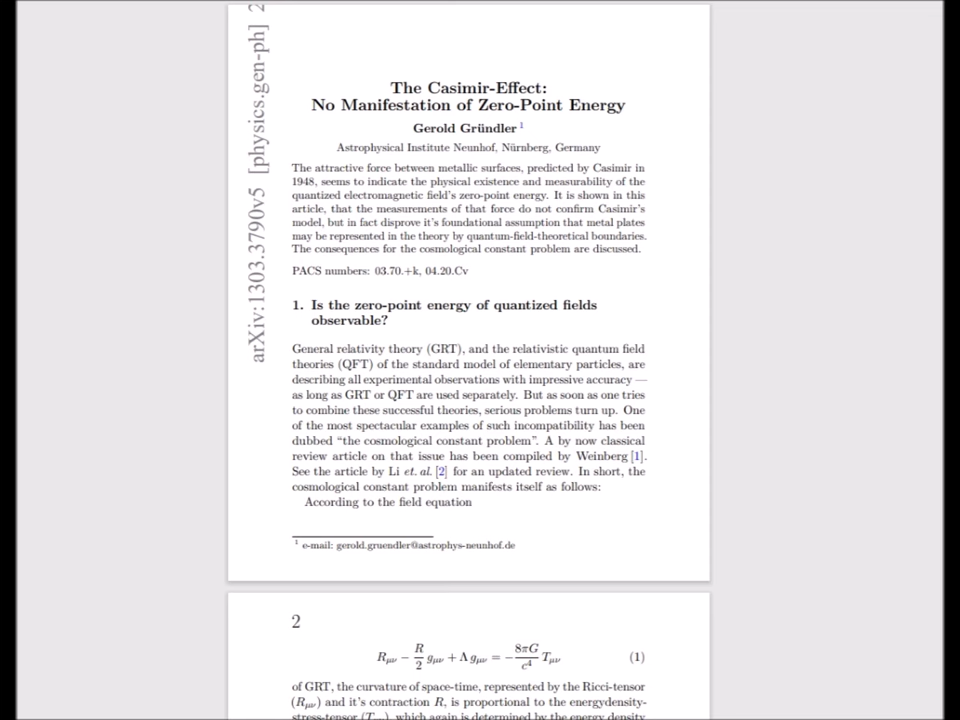 arXiv:1303.3790v5 [physics.gen-ph] 2
The Casimir-Effect:
No Manifestation of Zero-Point Energy
Gerold Gründler 1
Astrophysical Institute Neunhof, Nürnberg, Germany
The attractive force between metallic surfaces, predicted by Casimir in
1948, seems to indicate the physical existence and measurability of the
quantized electromagnetic field's zero-point energy. It is shown in this
article, that the measurements of that force do not confirm Casimir's
model, but in fact disprove it's foundational assumption that metal plates
may be represented in the theory by quantum-field-theoretical boundaries.
The consequences for the cosmological constant problem are discussed.
PACS numbers: 03.70.+k, 04.20.Cv
1. Is the zero-point energy of quantized fields
observable?
General relativity theory (GRT), and the relativistic quantum field
theories (QFT) of the standard model of elementary particles, are
describing all experimental observations with impressive accuracy —
as long as GRT or QFT are used separately. But as soon as one tries
to combine these successful theories, serious problems turn up. One
of the most spectacular examples of such incompatibility has been
dubbed “the cosmological constant problem”. A by now classical
review article on that issue has been compiled by Weinberg [1].
See the article by Li et. al. [2] for an updated review. In short, the
cosmological constant problem manifests itself as follows:
According to the field equation
1 e-mail: gerold.gruendler@astrophys-neunhof.de
2
Rμν − R/2 gμν + Λ gμν = − 8πG/c⁴ Tμν (1)
of GRT, the curvature of space-time, represented by the Ricci-tensor
(Rμν) and it's contraction R, is proportional to the energydensity-
stress-tensor (Tμν), which again is determined by the energy density